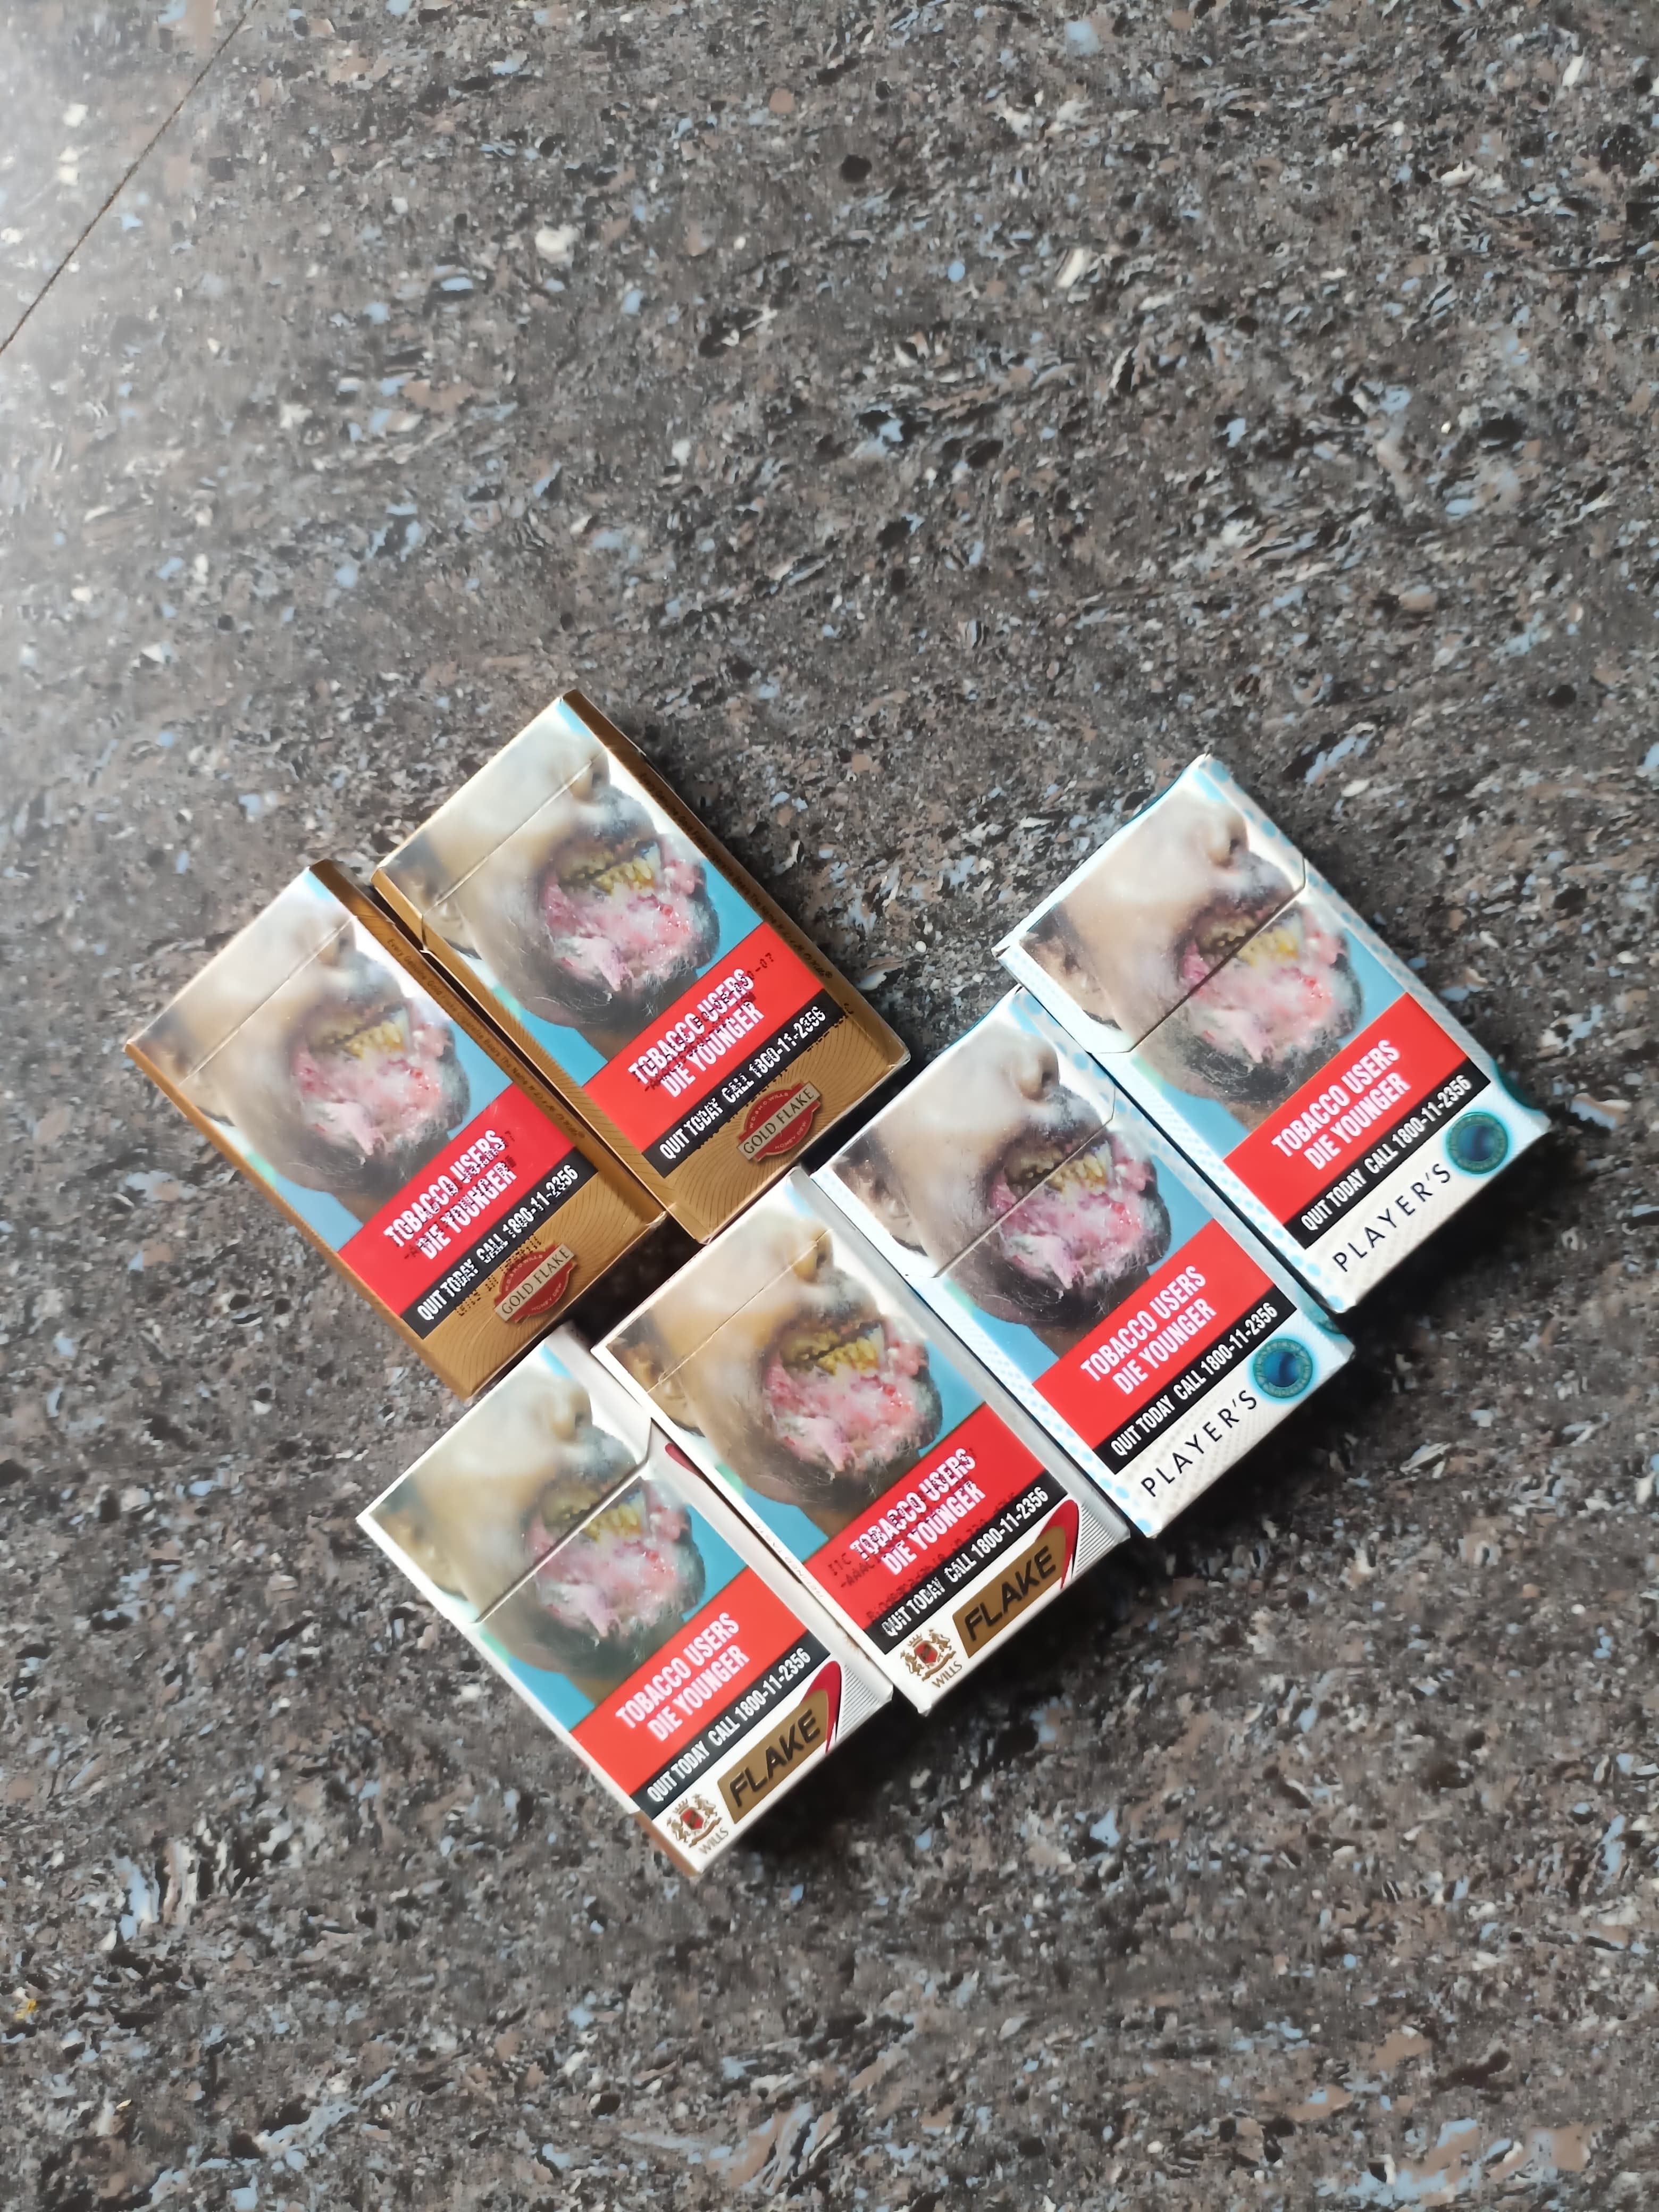 TOBACCO USERS
DIE YOUNGER
QUIT TODAY CALL 1800-11-2356
GOLD FLAKE
TOBACCO USERS
DIE YOUNGER
QUIT TODAY CALL 1800-11-2356
GOLD FLAKE
TOBACCO USERS
DIE YOUNGER
QUIT TODAY CALL 1800-11-2356
PLAYER'S
TOBACCO USERS
DIE YOUNGER
QUIT TODAY CALL 1800-11-2356
PLAYER'S
TOBACCO USERS
DIE YOUNGER
QUIT TODAY CALL 1800-11-2356
WILLS
FLAKE
TOBACCO USERS
DIE YOUNGER
QUIT TODAY CALL 1800-11-2356
WILLS
FLAKE